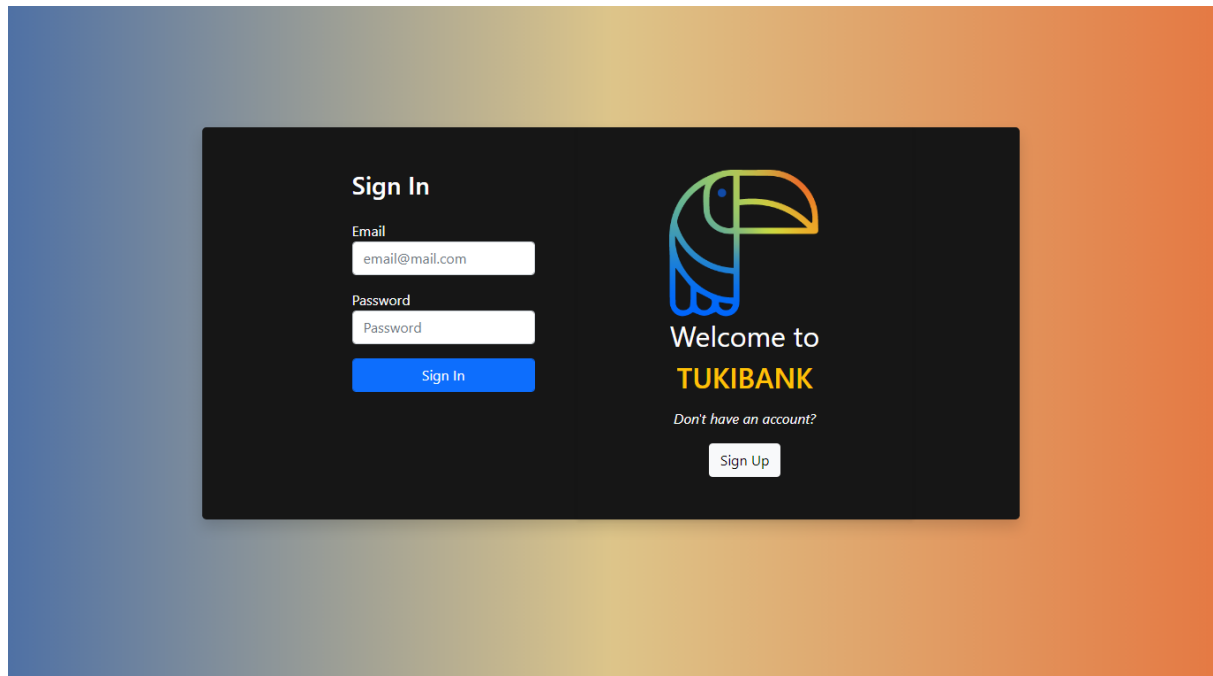 Sign In
Email
email@mail.com
Password
Password
Sign In
Welcome to
TUKIBANK
Don't have an account?
Sign Up